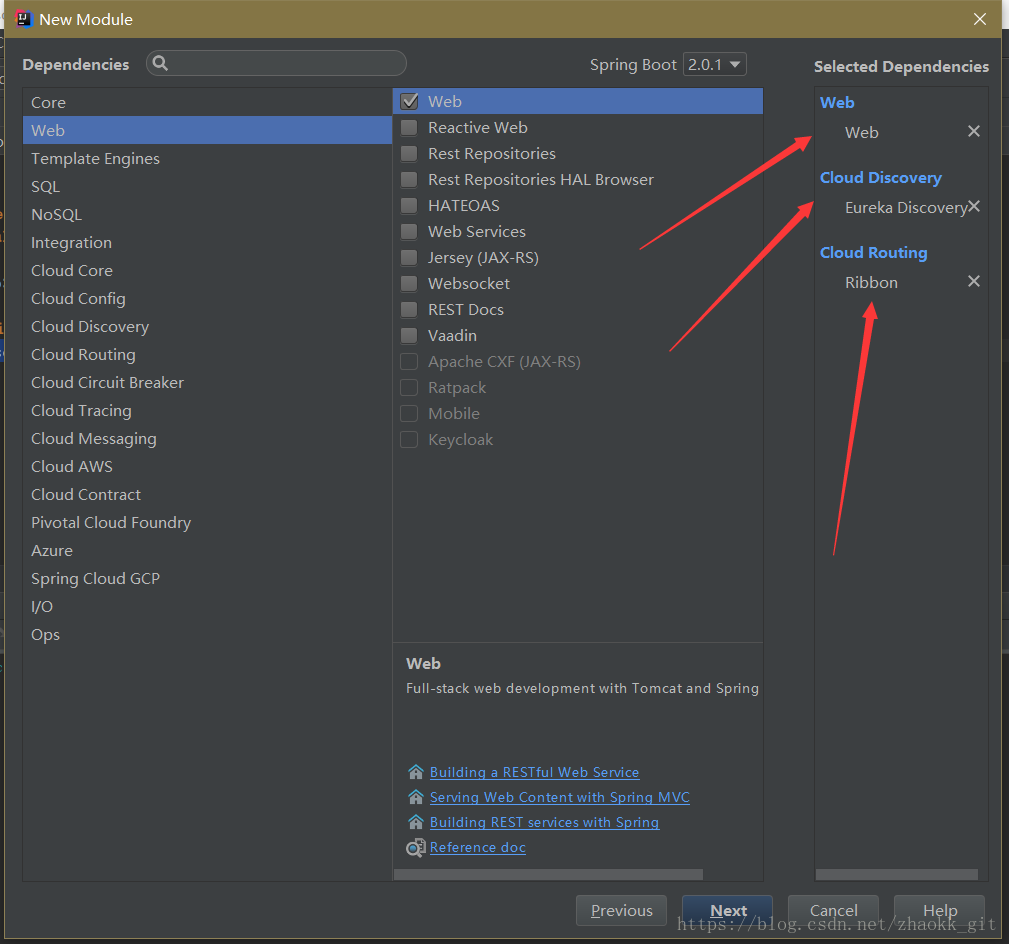 New Module
Dependencies
Spring Boot 2.0.1
Selected Dependencies
Core
Web
Template Engines
SQL
NoSQL
Integration
Cloud Core
Cloud Config
Cloud Discovery
Cloud Routing
Cloud Circuit Breaker
Cloud Tracing
Cloud Messaging
Cloud AWS
Cloud Contract
Pivotal Cloud Foundry
Azure
Spring Cloud GCP
I/O
Ops
Web
Reactive Web
Rest Repositories
Rest Repositories HAL Browser
HATEOAS
Web Services
Jersey (JAX-RS)
Websocket
REST Docs
Vaadin
Apache CXF (JAX-RS)
Ratpack
Mobile
Keycloak
Web
Full-stack web development with Tomcat and Spring
Building a RESTful Web Service
Serving Web Content with Spring MVC
Building REST services with Spring
Reference doc
Web
Web
Cloud Discovery
Eureka Discovery
Cloud Routing
Ribbon
Previous
Next
Cancel
Help
https://blog.csdn.net/zhaokk_git